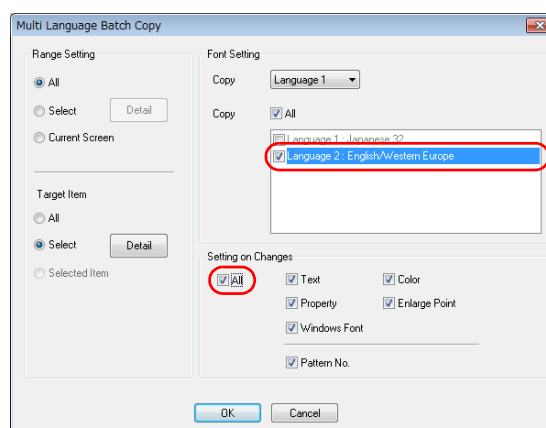 Multi Language Batch Copy
Range Setting
All
Select Detail
Current Screen
Target Item
All
Select Detail
Selected Item
Font Setting
Copy Language 1
Copy All
Language 1 : Japanese 32
Language 2 : English/Western Europe
Setting on Changes
All Text Color
Property Enlarge Point
Windows Font
Pattern No.
OK Cancel